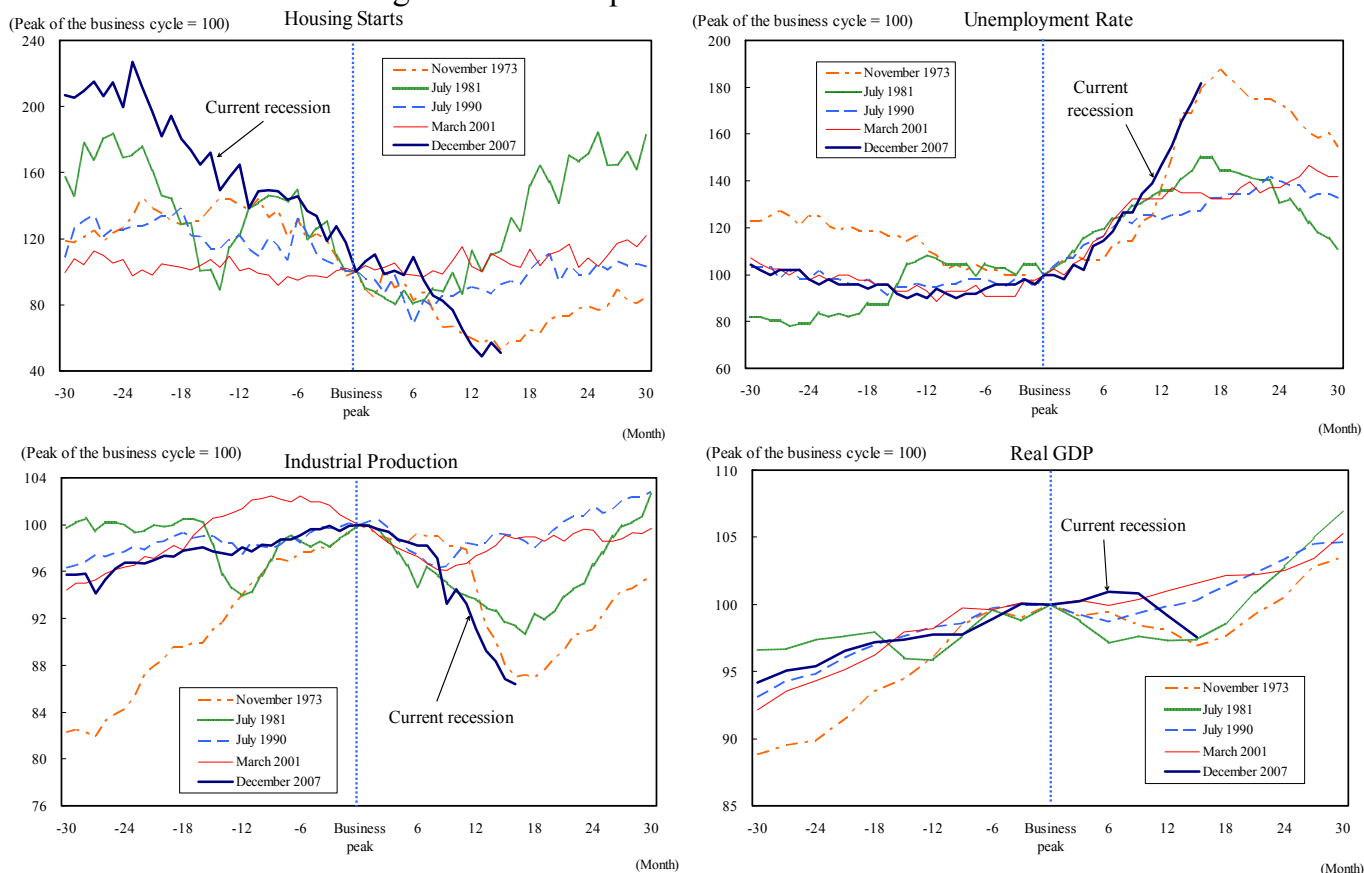 (Peak of the business cycle = 100)
Housing Starts
240
200
160
120
80
40
-30 -24 -18 -12 -6 Business peak 6 12 18 24 30
(Month)
Current recession
November 1973
July 1981
July 1990
March 2001
December 2007
(Peak of the business cycle = 100)
Unemployment Rate
200
180
160
140
120
100
80
60
-30 -24 -18 -12 -6 Business peak 6 12 18 24 30
(Month)
November 1973
July 1981
July 1990
March 2001
December 2007
Current
recession
(Peak of the business cycle = 100)
Industrial Production
104
100
96
92
88
84
80
76
-30 -24 -18 -12 -6 Business peak 6 12 18 24 30
(Month)
November 1973
July 1981
July 1990
March 2001
December 2007
Current recession
(Peak of the business cycle = 100)
Real GDP
110
105
100
95
90
85
-30 -24 -18 -12 -6 Business peak 6 12 18 24 30
(Month)
Current recession
November 1973
July 1981
July 1990
March 2001
December 2007